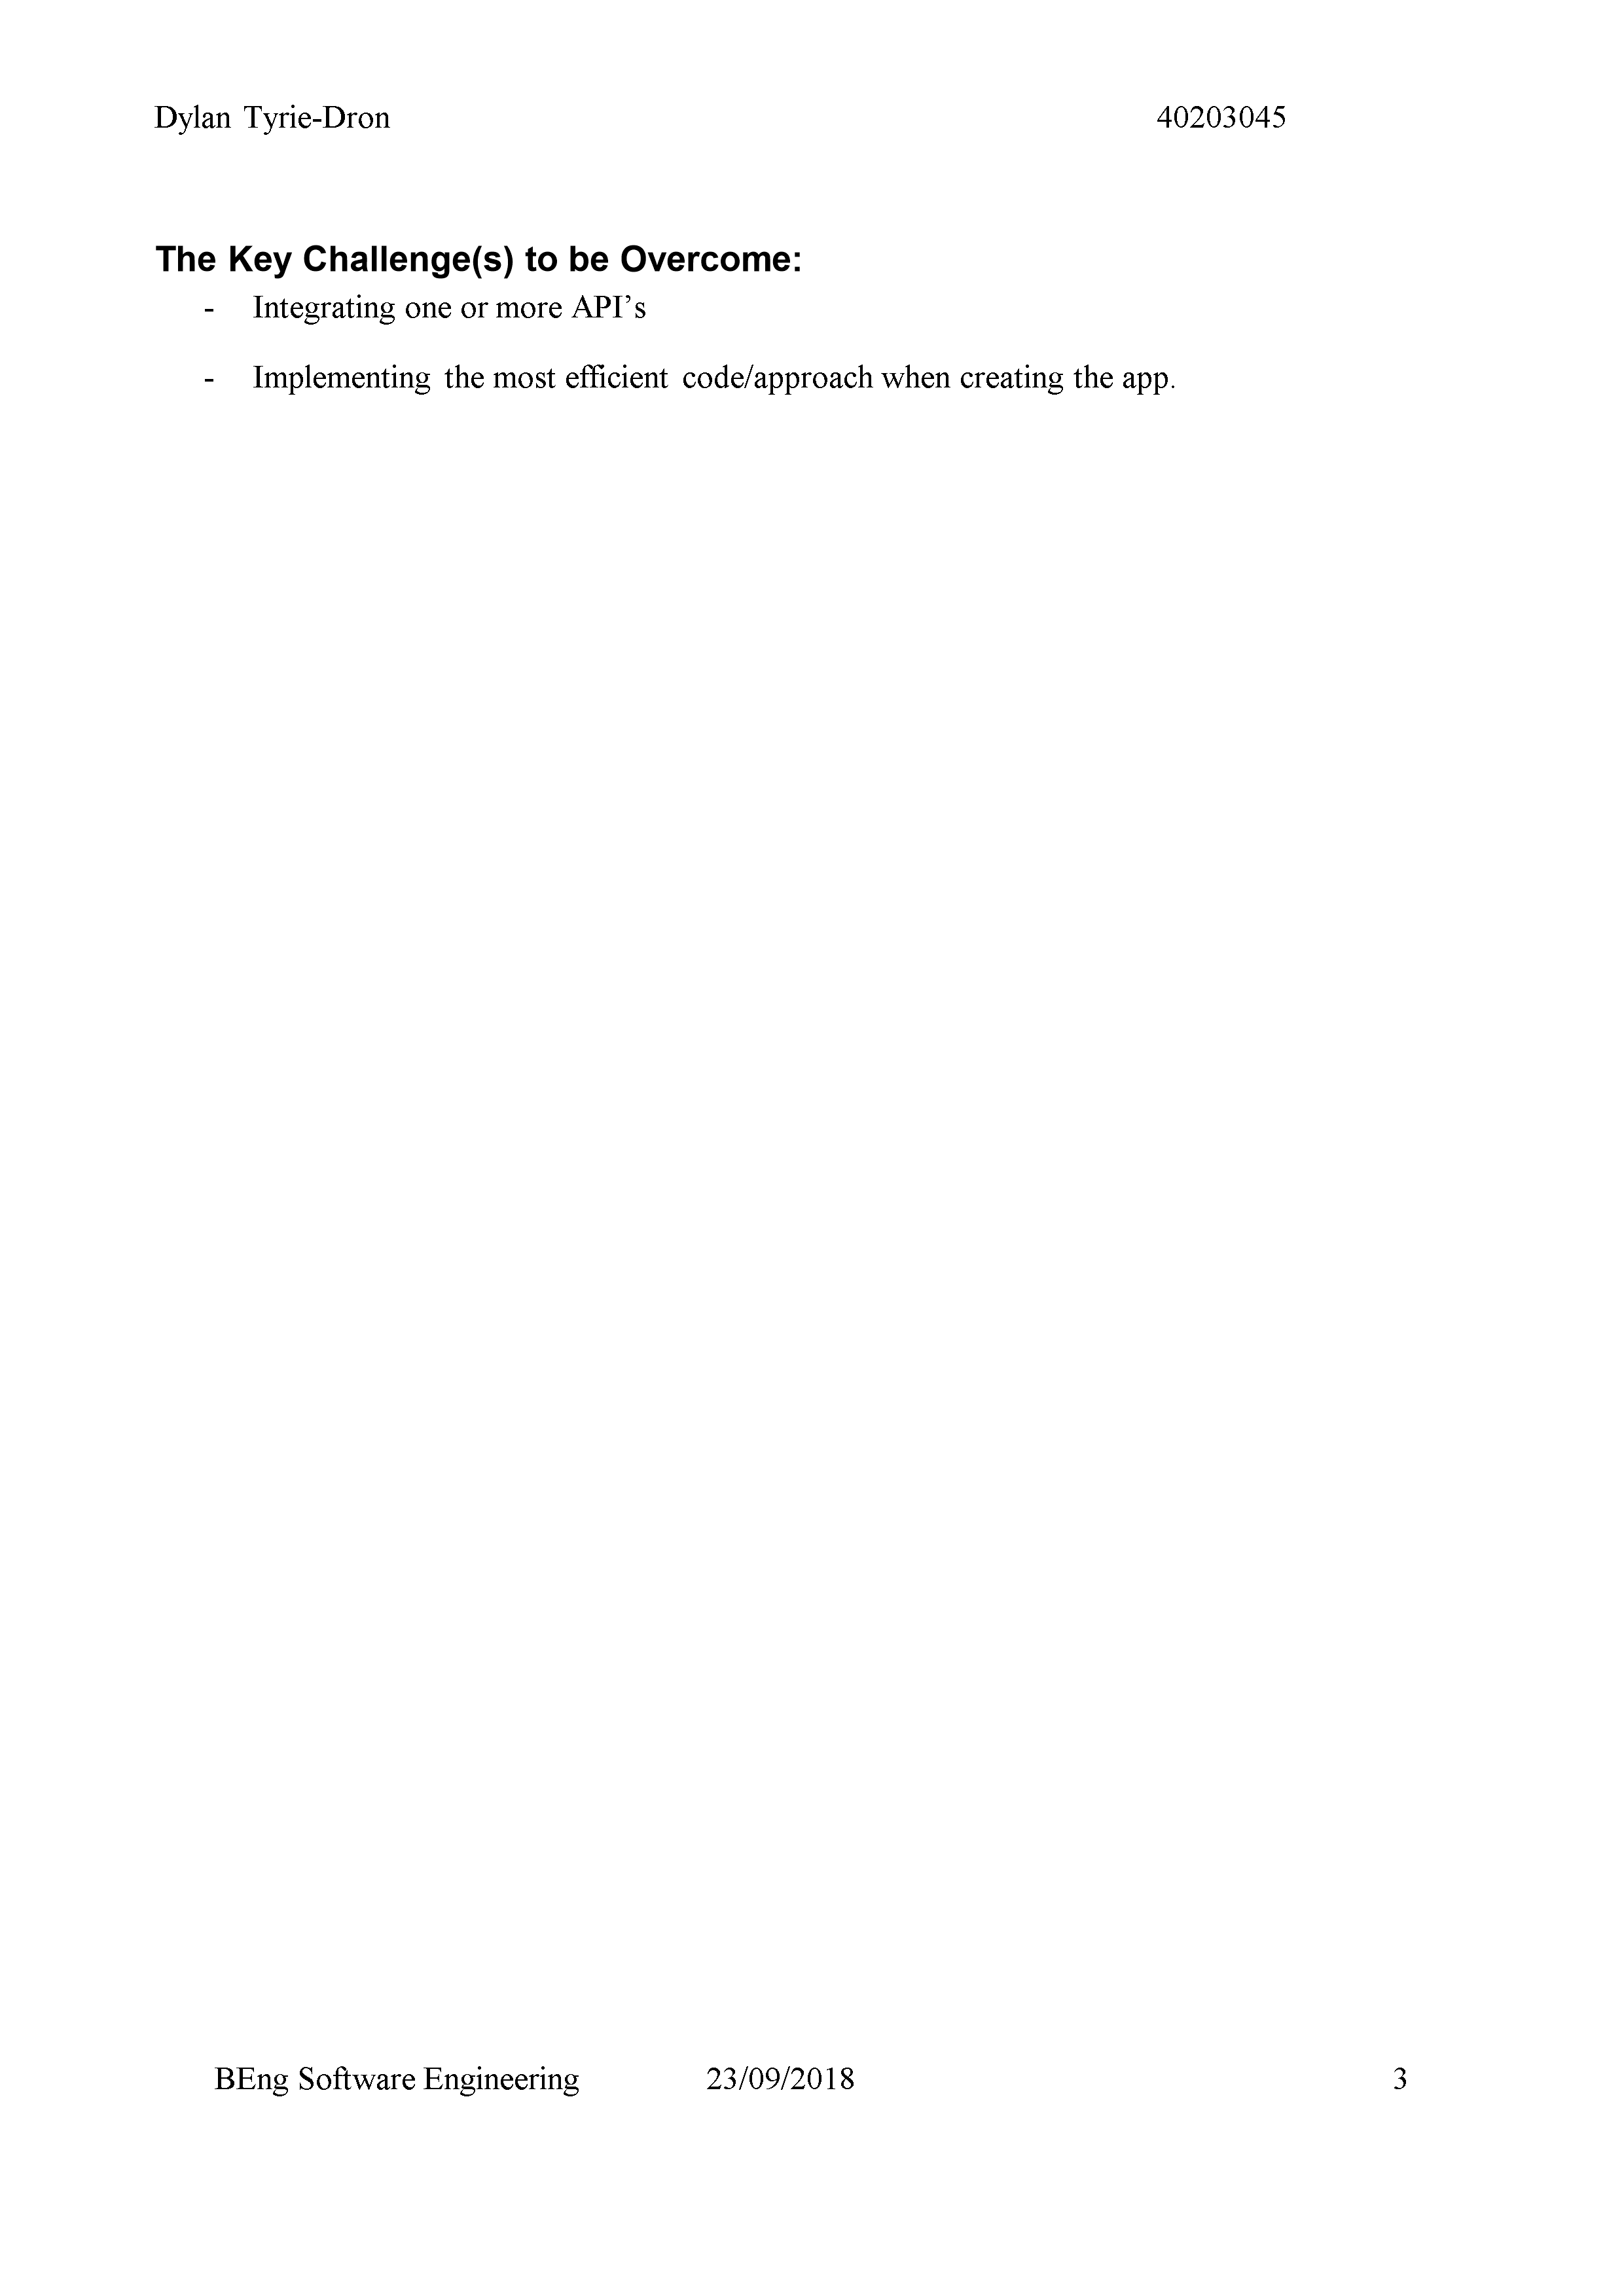 Dylan Tyrie-Dron 40203045
The Key Challenge(s) to be Overcome:
- Integrating one or more API’s
- Implementing the most efficient code/approach when creating the app.
BEng Software Engineering 23/09/2018 3